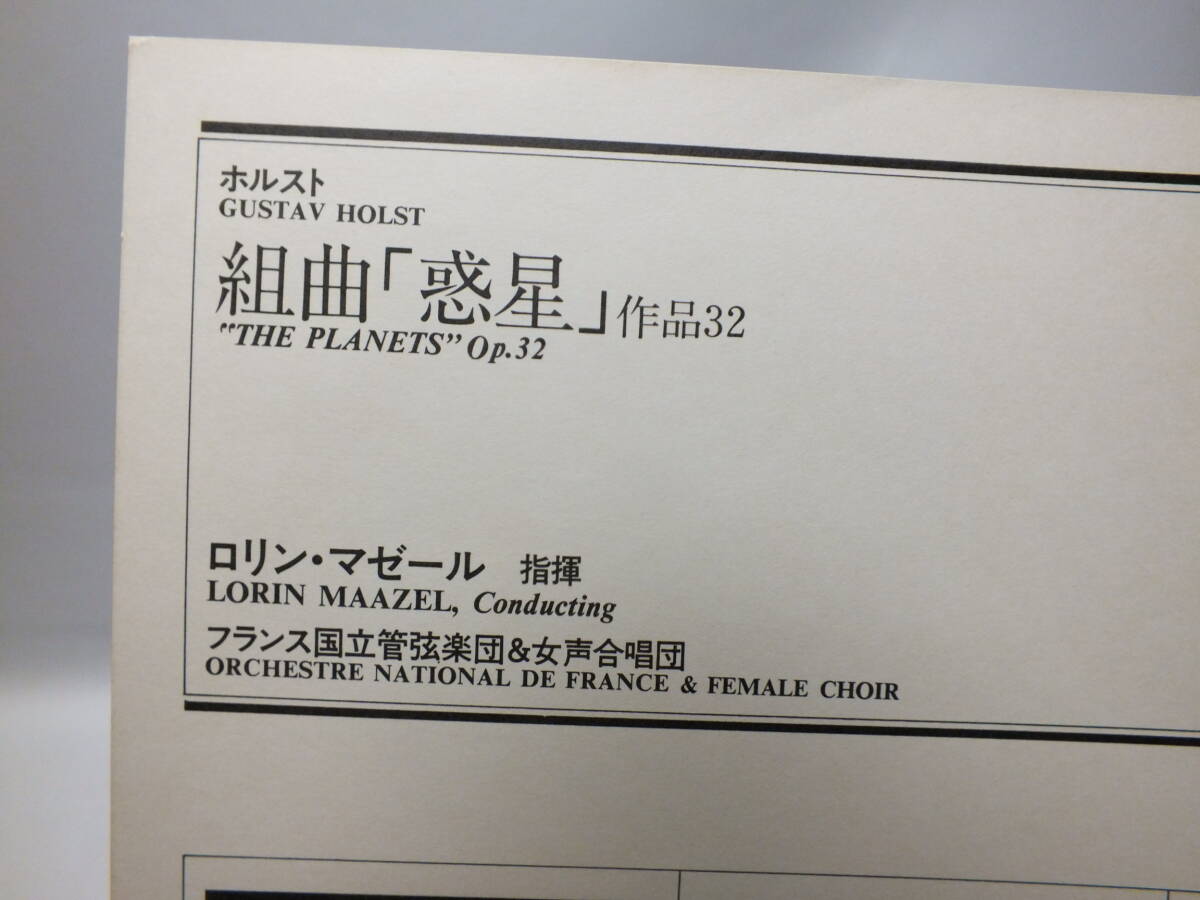 ホルスト
GUSTAV HOLST
組曲「惑星」作品32
"THE PLANETS" Op.32
ロリン・マゼール 指揮
LORIN MAAZEL, Conducting
フランス国立管弦楽団&女声合唱団
ORCHESTRE NATIONAL DE FRANCE & FEMALE CHOIR